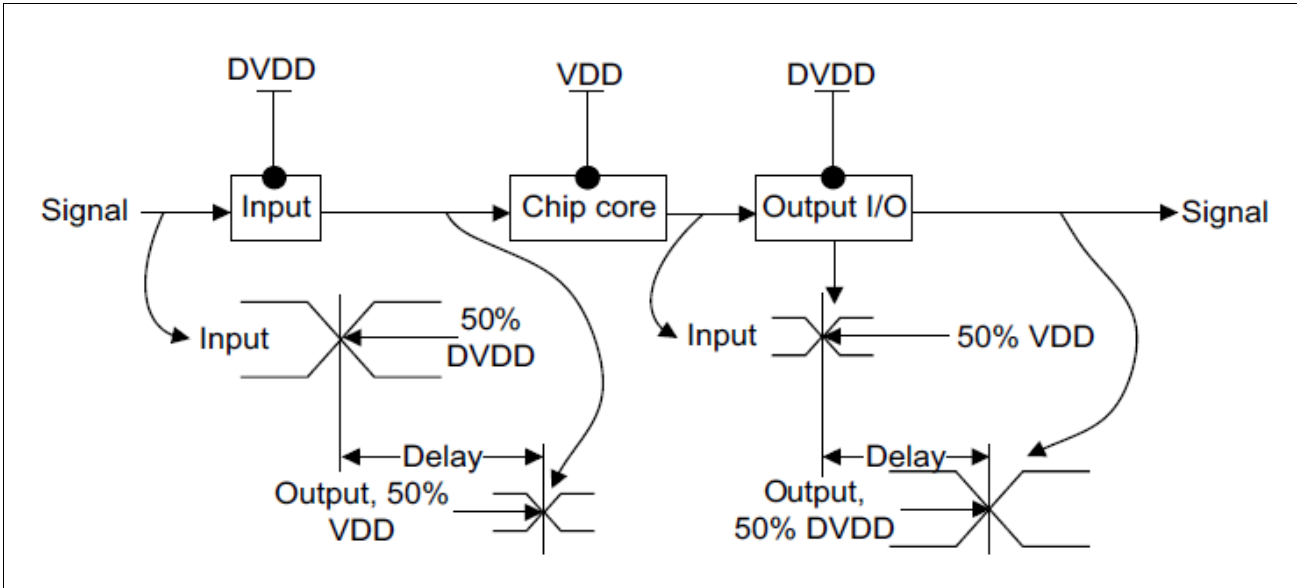 DVDD
VDD
DVDD
Signal
Input
Chip core
Output I/O
Signal
Input
50%
DVDD
Input
50% VDD
Delay
Output, 50%
VDD
Delay
Output,
50% DVDD